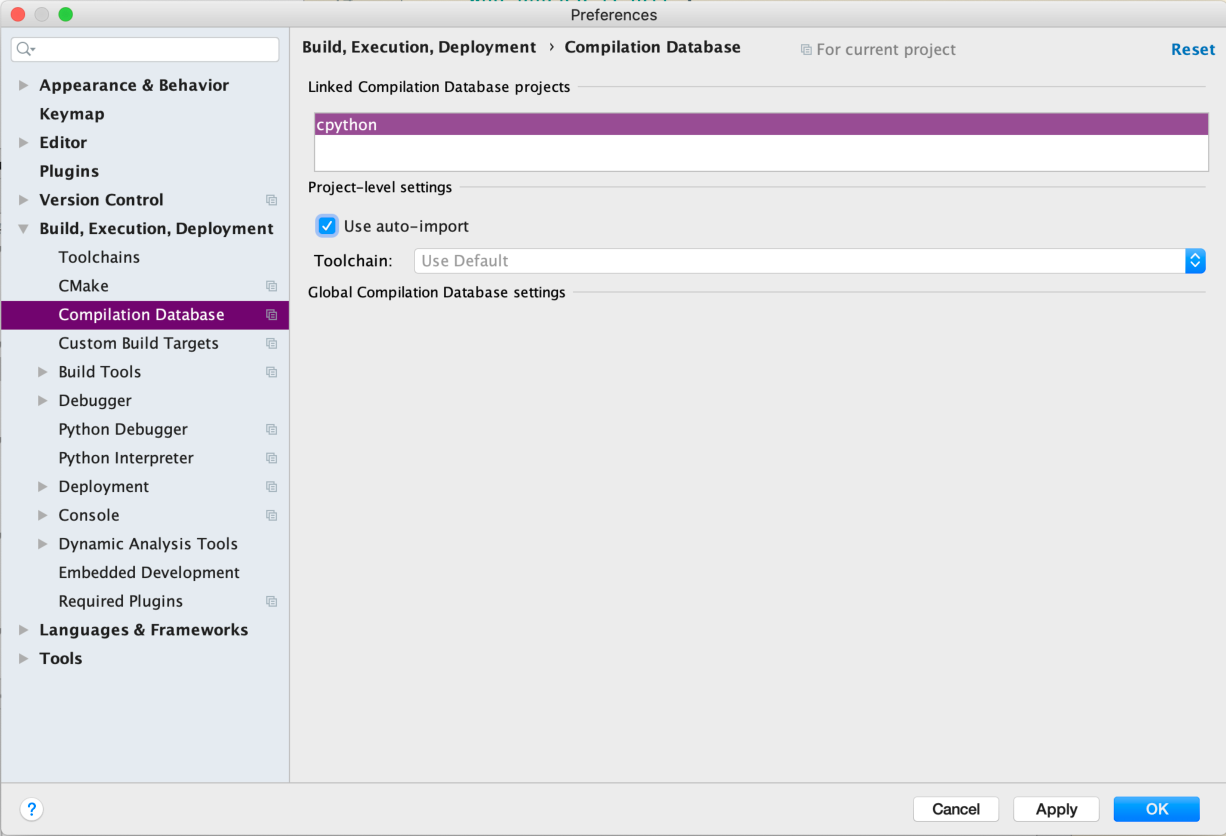 Preferences
Build, Execution, Deployment › Compilation Database
For current project
Reset
Appearance & Behavior
Keymap
Editor
Plugins
Version Control
Build, Execution, Deployment
Toolchains
CMake
Compilation Database
Custom Build Targets
Build Tools
Debugger
Python Debugger
Python Interpreter
Deployment
Console
Dynamic Analysis Tools
Embedded Development
Required Plugins
Languages & Frameworks
Tools
Linked Compilation Database projects
cpython
Project-level settings
Use auto-import
Toolchain: Use Default
Global Compilation Database settings
?
Cancel
Apply
OK